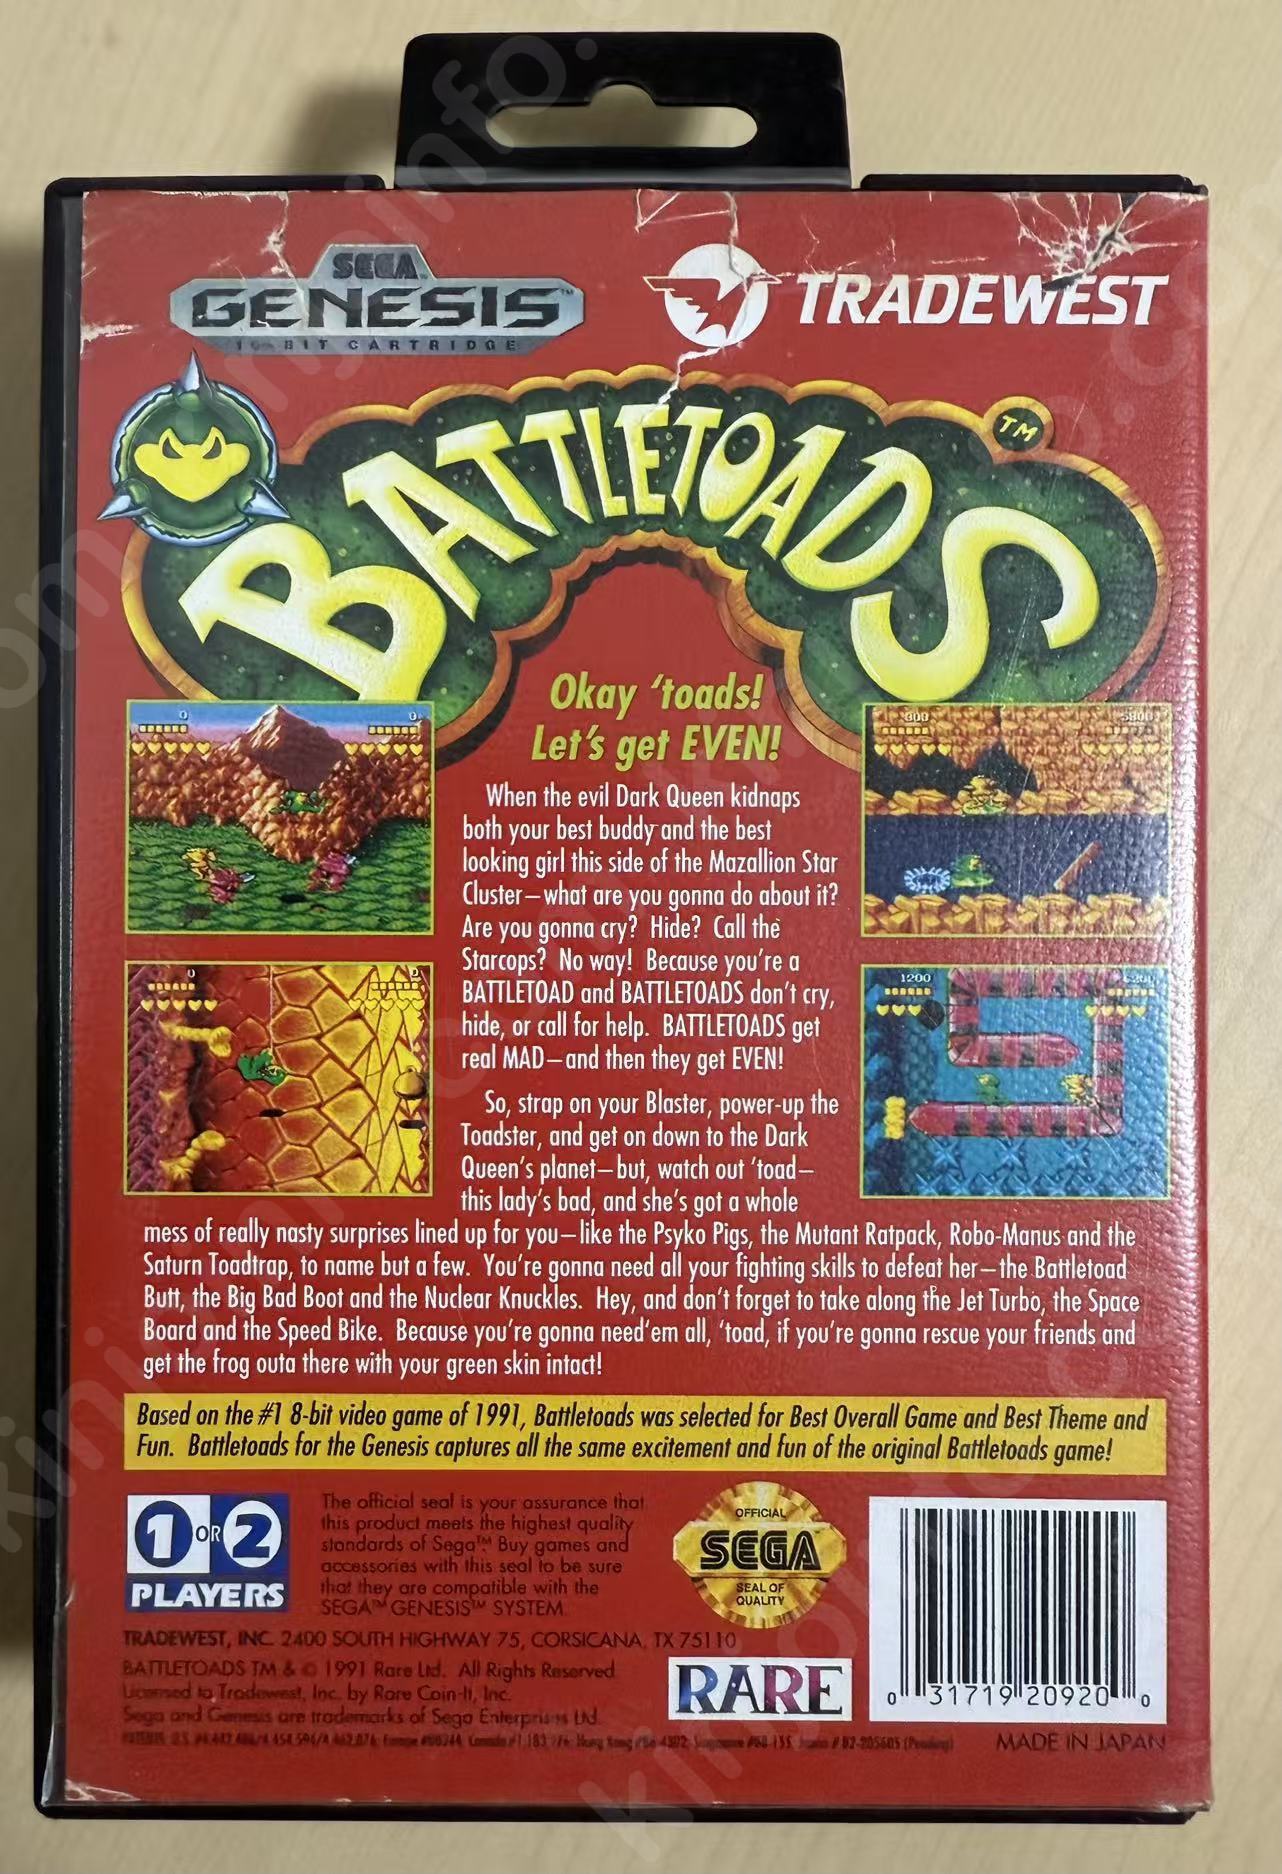 SEGA
GENESIS™
16-BIT CARTRIDGE
TRADEWEST
BATTLETOADS
TM
Okay 'toads!
Let's get EVEN!
When the evil Dark Queen kidnaps
both your best buddy and the best
looking girl this side of the Mazallion Star
Cluster—what are you gonna do about it?
Are you gonna cry? Hide? Call the
Starcops? No way! Because you're a
BATTLETOAD and BATTLETOADS don't cry,
hide, or call for help. BATTLETOADS get
real MAD—and then they get EVEN!
So, strap on your Blaster, power-up the
Toadster, and get on down to the Dark
Queen's planet—but, watch out 'toad—
this lady's bad, and she's got a whole
mess of really nasty surprises lined up for you—like the Psyko Pigs, the Mutant Ratpack, Robo-Manus and the
Saturn Toadtrap, to name but a few. You're gonna need all your fighting skills to defeat her—the Battletoad
Butt, the Big Bad Boot and the Nuclear Knuckles. Hey, and don't forget to take along the Jet Turbo, the Space
Board and the Speed Bike. Because you're gonna need'em all, 'toad, if you're gonna rescue your friends and
get the frog outa there with your green skin intact!
0 0
800 5800
0 0
1200
Based on the #1 8-bit video game of 1991, Battletoads was selected for Best Overall Game and Best Theme and
Fun. Battletoads for the Genesis captures all the same excitement and fun of the original Battletoads game!
1 OR 2
PLAYERS
The official seal is your assurance that
this product meets the highest quality
standards of Sega™. Buy games and
accessories with this seal to be sure
that they are compatible with the
SEGA™ GENESIS™ SYSTEM.
OFFICIAL
SEGA
SEAL OF
QUALITY
TRADEWEST, INC. 2400 SOUTH HIGHWAY 75, CORSICANA, TX 75110
BATTLETOADS TM & © 1991 Rare Ltd. All Rights Reserved
Licensed to Tradewest, Inc. by Rare Coin-It, Inc.
Sega and Genesis are trademarks of Sega Enterprises Ltd.
RARE
0 31719 20920 0
MADE IN JAPAN